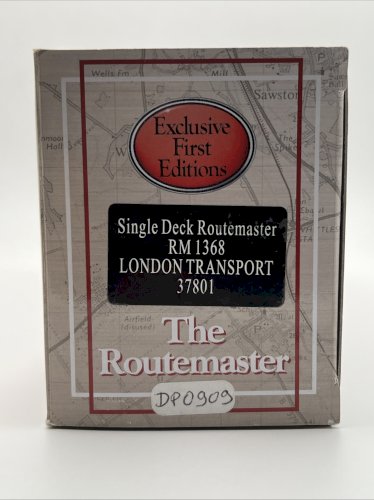 Wells Fm
Mill
Sawston
Exclusive
First
Editions
Single Deck Routemaster
RM 1368
LONDON TRANSPORT
37801
Airfield
(disused)
The
Routemaster
DP0909